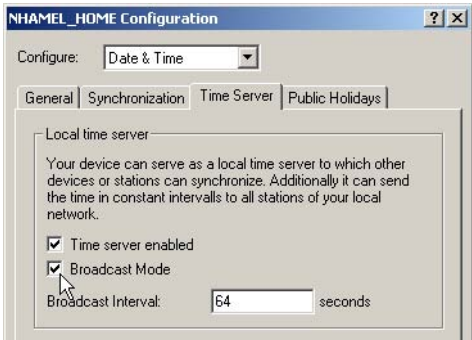 NHAMEL_HOME Configuration
Configure: Date & Time
General Synchronization Time Server Public Holidays
Local time server
Your device can serve as a local time server to which other
devices or stations can synchronize. Additionally it can send
the time in constant intervalls to all stations of your local
network.
Time server enabled
Broadcast Mode
Broadcast Interval: 64 seconds